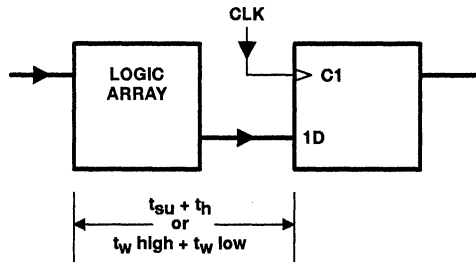 CLK
LOGIC
ARRAY
C1
1D
tsu + th
or
tw high + tw low